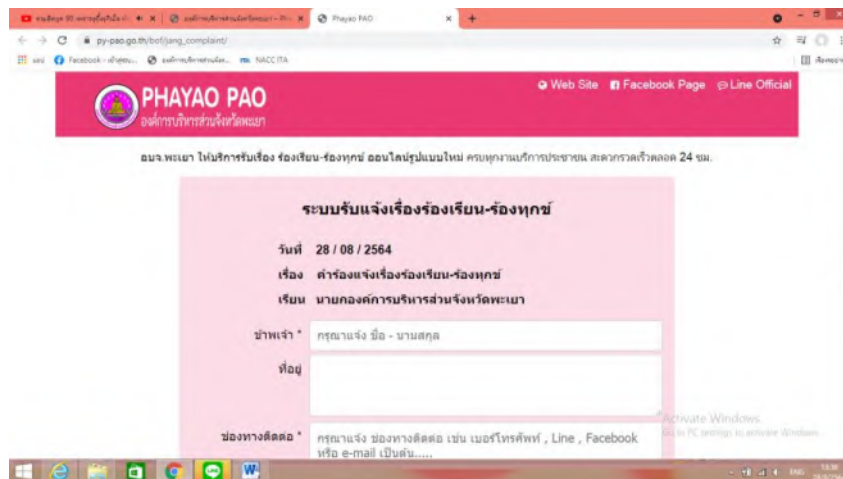 Phayao PAO
py-pao.go.th/bof/jang_complaint/
NACC ITA
PHAYAO PAO
องค์การบริหารส่วนจังหวัดพะเยา
Web Site Facebook Page Line Official
อบจ.พะเยา ให้บริการรับเรื่อง ร้องเรียน-ร้องทุกข์ ออนไลน์รูปแบบใหม่ ครบทุกงานบริการประชาชน สะดวกรวดเร็วตลอด 24 ชม.
ระบบรับแจ้งเรื่องร้องเรียน-ร้องทุกข์
วันที่ 28 / 08 / 2564
เรื่อง คำร้องแจ้งเรื่องร้องเรียน-ร้องทุกข์
เรียน นายกองค์การบริหารส่วนจังหวัดพะเยา
ข้าพเจ้า * กรุณาแจ้ง ชื่อ - นามสกุล
ที่อยู่
ช่องทางติดต่อ * กรุณาแจ้ง ช่องทางติดต่อ เช่น เบอร์โทรศัพท์ , Line , Facebook
หรือ e-mail เป็นต้น.....
Activate Windows
Go to PC settings to activate Windows.
ENG